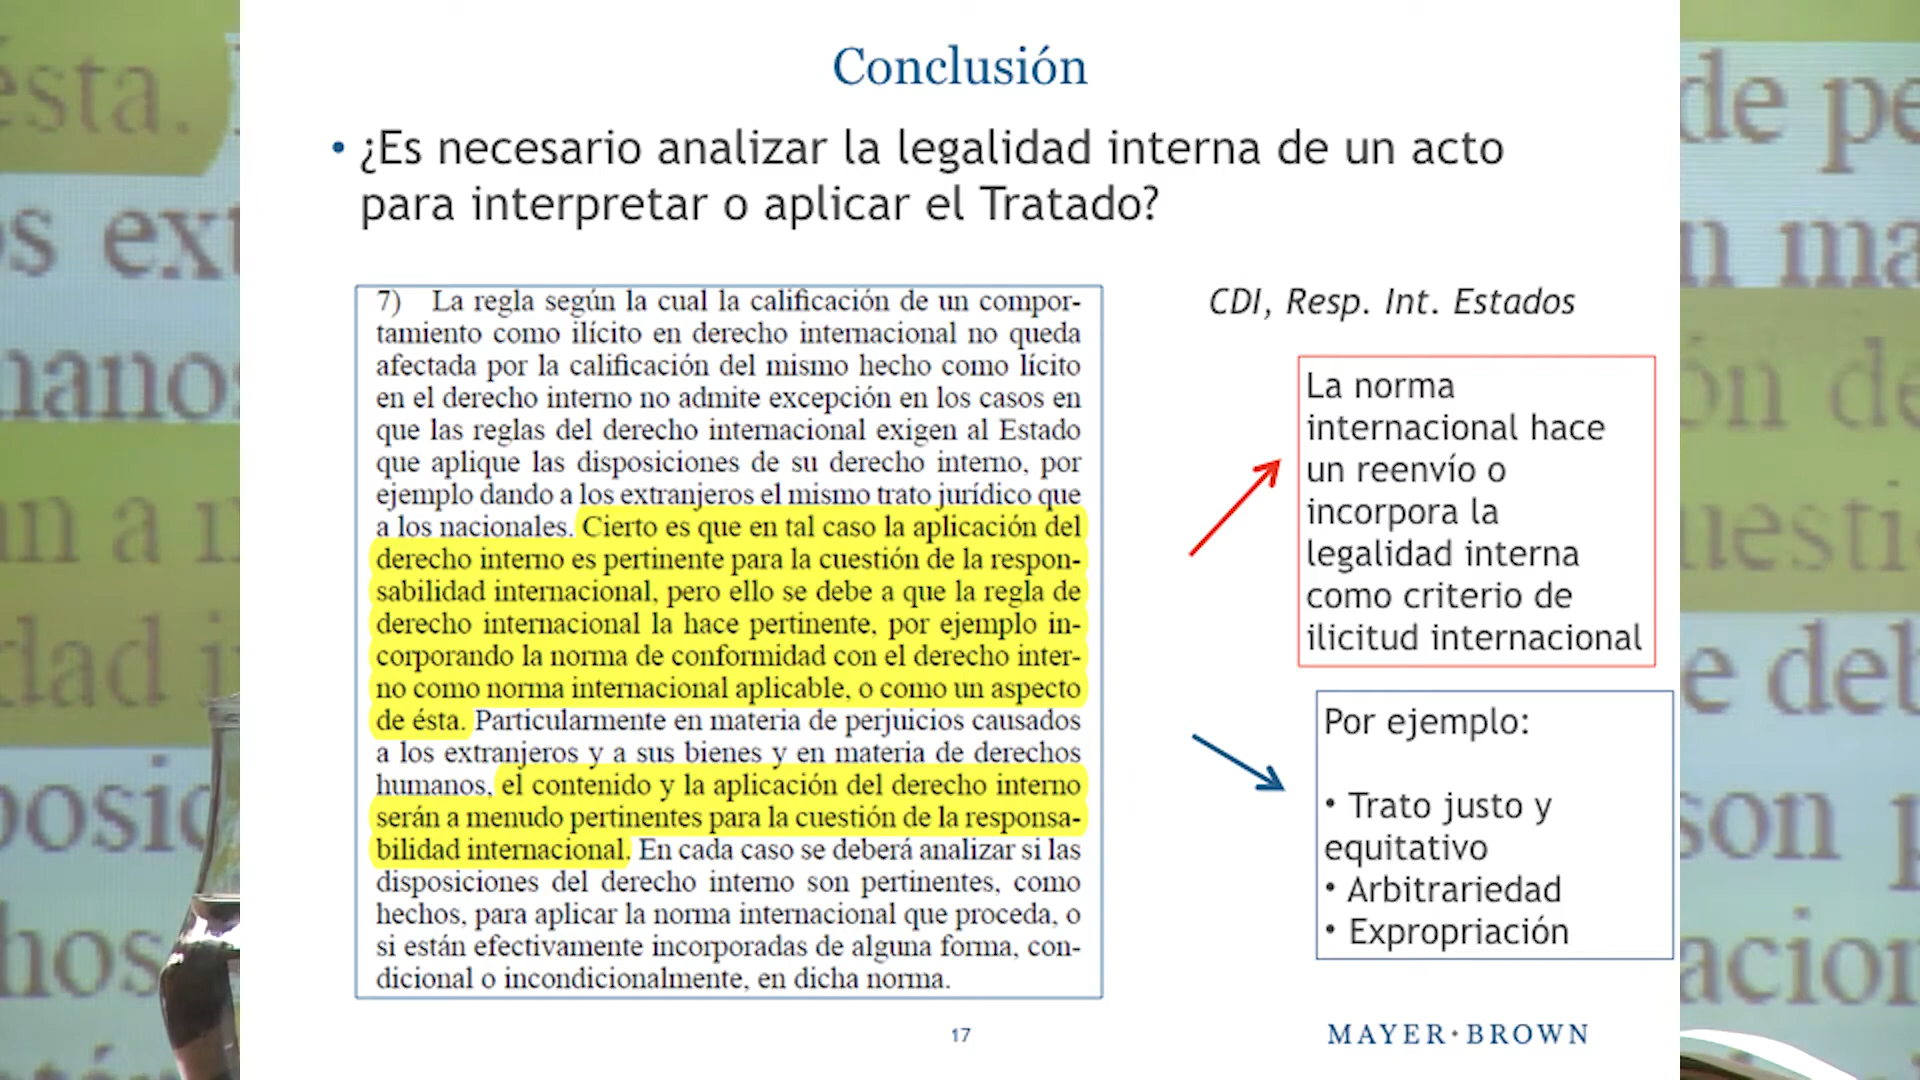 Conclusión
• ¿Es necesario analizar la legalidad interna de un acto
para interpretar o aplicar el Tratado?
7) La regla según la cual la calificación de un compor-
tamiento como ilícito en derecho internacional no queda
afectada por la calificación del mismo hecho como lícito
en el derecho interno no admite excepción en los casos en
que las reglas del derecho internacional exigen al Estado
que aplique las disposiciones de su derecho interno, por
ejemplo dando a los extranjeros el mismo trato jurídico que
a los nacionales. Cierto es que en tal caso la aplicación del
derecho interno es pertinente para la cuestión de la respon-
sabilidad internacional, pero ello se debe a que la regla de
derecho internacional la hace pertinente, por ejemplo in-
corporando la norma de conformidad con el derecho inter-
no como norma internacional aplicable, o como un aspecto
de ésta. Particularmente en materia de perjuicios causados
a los extranjeros y a sus bienes y en materia de derechos
humanos, el contenido y la aplicación del derecho interno
serán a menudo pertinentes para la cuestión de la responsa-
bilidad internacional. En cada caso se deberá analizar si las
disposiciones del derecho interno son pertinentes, como
hechos, para aplicar la norma internacional que proceda, o
si están efectivamente incorporadas de alguna forma, con-
dicional o incondicionalmente, en dicha norma.
CDI, Resp. Int. Estados
La norma
internacional hace
un reenvío o
incorpora la
legalidad interna
como criterio de
ilicitud internacional
Por ejemplo:
• Trato justo y
equitativo
• Arbitrariedad
• Expropiación
17
MAYER•BROWN